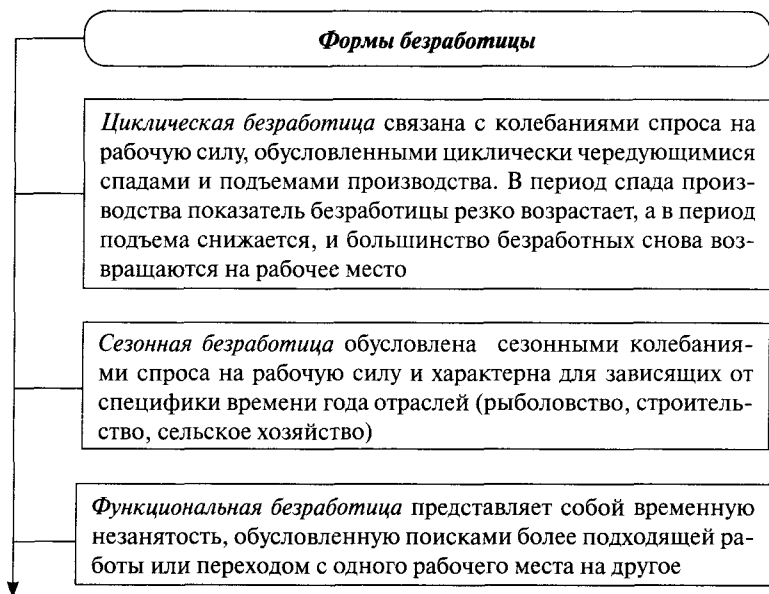 Формы безработицы
Циклическая безработица связана с колебаниями спроса на
рабочую силу, обусловленными циклически чередующимися
спадами и подъемами производства. В период спада произ-
водства показатель безработицы резко возрастает, а в период
подъема снижается, и большинство безработных снова воз-
вращаются на рабочее место
Сезонная безработица обусловлена сезонными колебания-
ми спроса на рабочую силу и характерна для зависящих от
специфики времени года отраслей (рыболовство, строитель-
ство, сельское хозяйство)
Функциональная безработица представляет собой временную
незанятость, обусловленную поисками более подходящей ра-
боты или переходом с одного рабочего места на другое